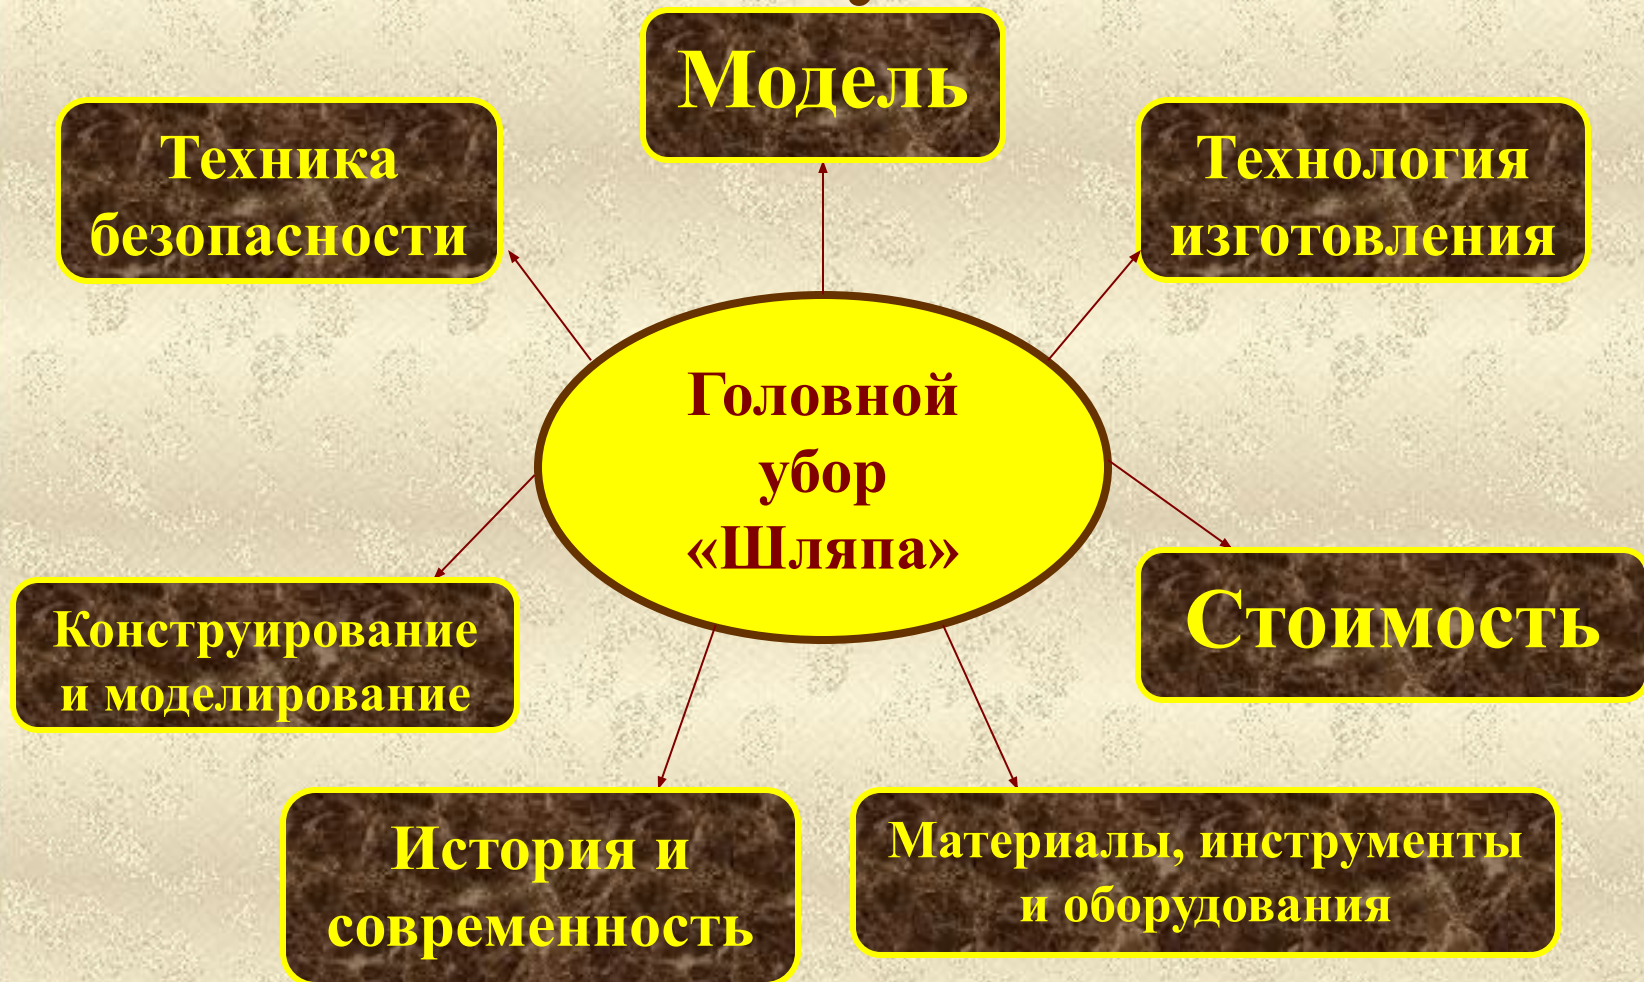 Модель
Техника
безопасности
Технология
изготовления
Головной
убор
«Шляпа»
Конструирование
и моделирование
Стоимость
История и
современность
Материалы, инструменты
и оборудования